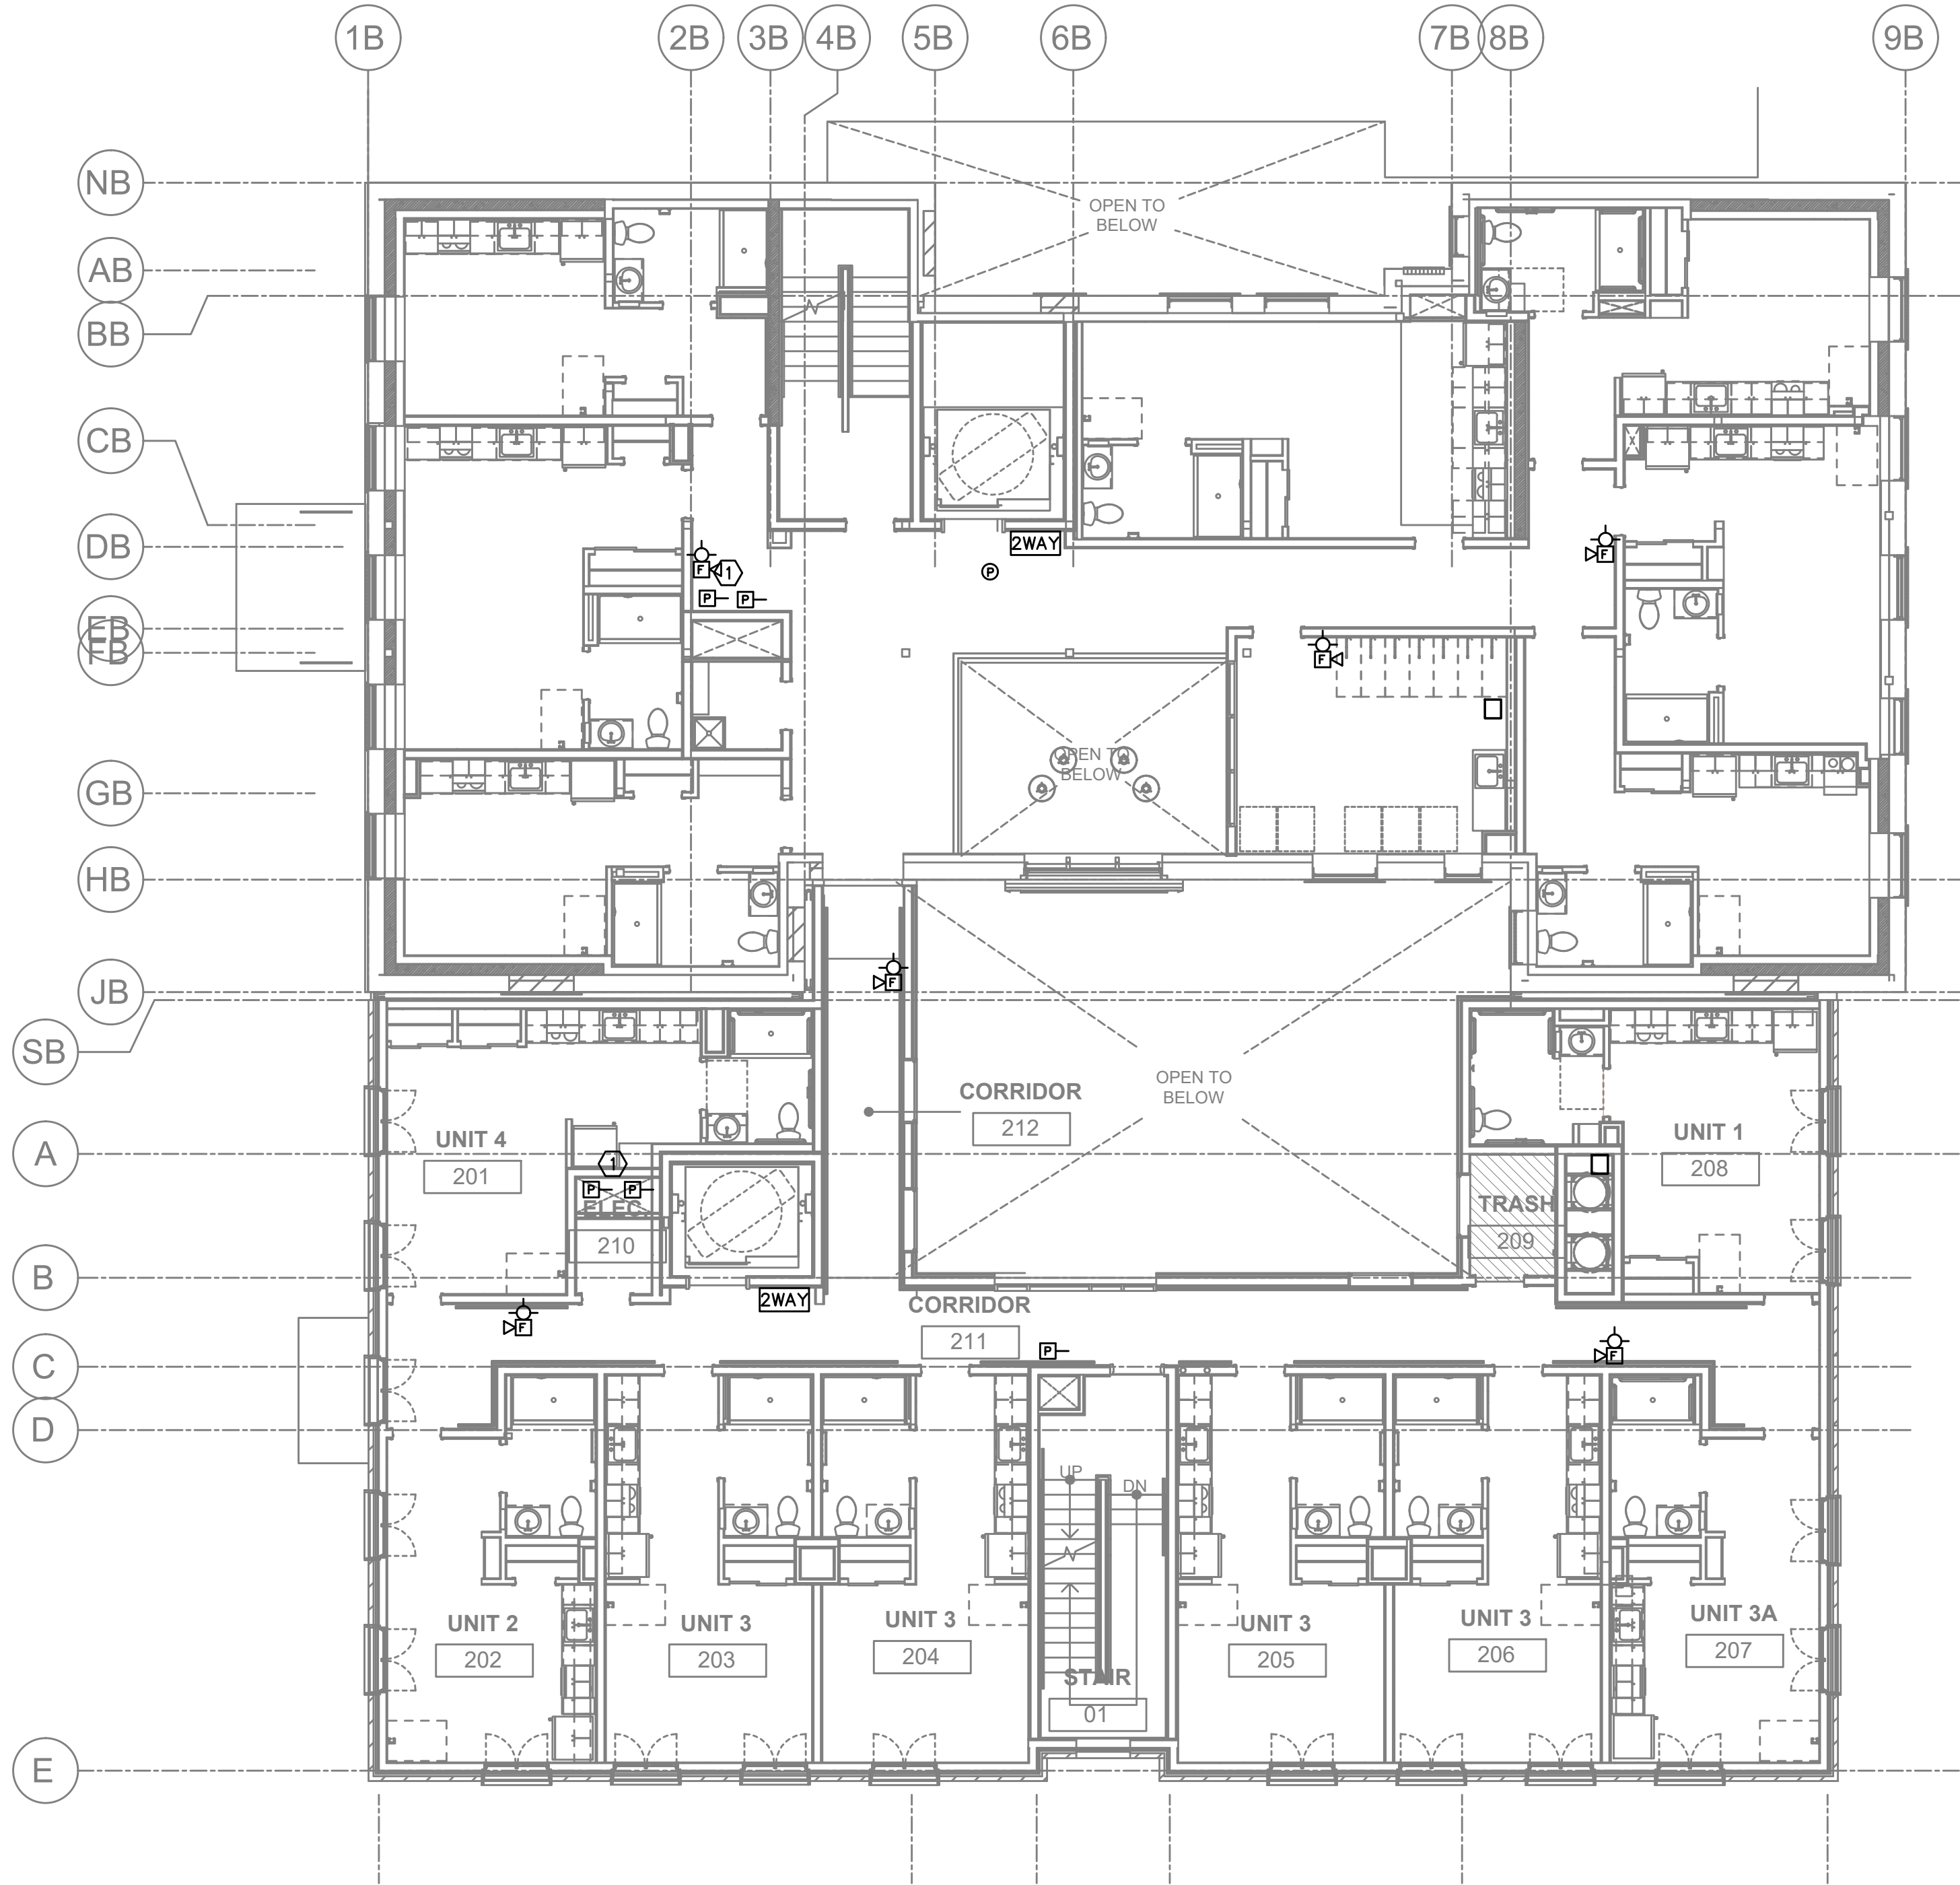 1B 2B 3B 4B 5B 6B 7B 8B 9B
NB
OPEN TO
BELOW
AB
BB
CB
DB
2WAY
F
1
P
F
P P
EB
FB
F
OPEN TO
BELOW
GB
HB
F
JB
SB
CORRIDOR
212
OPEN TO
BELOW
A
UNIT 4
201
UNIT 1
208
1
P P
ELEC.
210
TRASH
209
B
2WAY
CORRIDOR
211
F
P
F
C
D
UP
DN
UNIT 2
202
UNIT 3
203
UNIT 3
204
STAIR
01
UNIT 3
205
UNIT 3
206
UNIT 3A
207
E